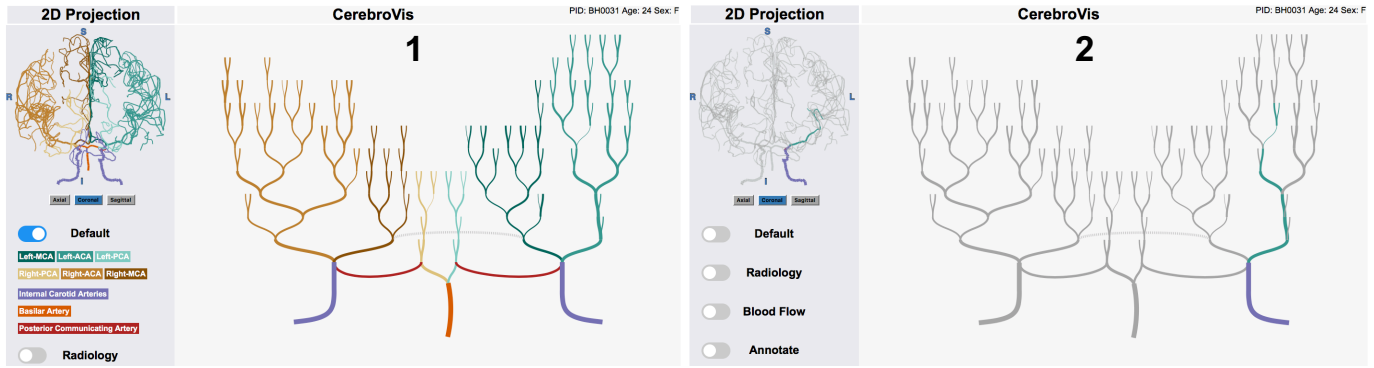 2D Projection
CerebroVis
PID: BH0031 Age: 24 Sex: F
1
S
R
L
I
Axial
Coronal
Sagittal
Default
Left-MCA Left-ACA Left-PCA
Right-PCA Right-ACA Right-MCA
Internal Carotid Arteries
Basilar Artery
Posterior Communicating Artery
Radiology
2D Projection
CerebroVis
PID: BH0031 Age: 24 Sex: F
2
S
R
L
I
Axial
Coronal
Sagittal
Default
Radiology
Blood Flow
Annotate